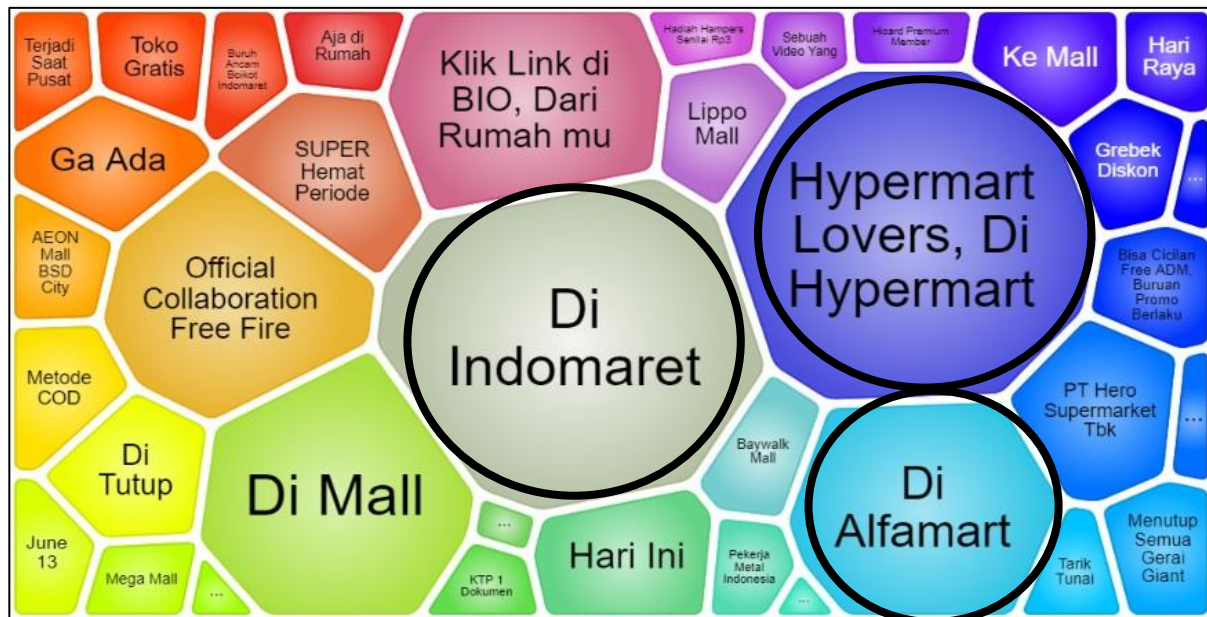 Terjadi
Saat
Pusat
Toko
Gratis
Buruh
Ancam
Boikot
Indomaret
Aja di
Rumah
Klik Link di
BIO, Dari
Rumah mu
Hadiah Hampers
Senilai Rp3
Sebuah
Video Yang
Hicard Premium
Member
Ke Mall
Hari
Raya
Ga Ada
SUPER
Hemat
Periode
Lippo
Mall
Hypermart
Lovers, Di
Hypermart
Grebek
Diskon
...
AEON
Mall
BSD
City
Official
Collaboration
Free Fire
Di
Indomaret
Bisa Cicilan
Free ADM,
Buruan
Promo
Berlaku
Metode
COD
PT Hero
Supermarket
Tbk
...
Di
Tutup
Di Mall
Baywalk
Mall
Di
Alfamart
June
13
Mega Mall
...
...
KTP 1
Dokumen
Hari Ini
Pekerja
Metal
Indonesia
...
Tarik
Tunai
Menutup
Semua
Gerai
Giant